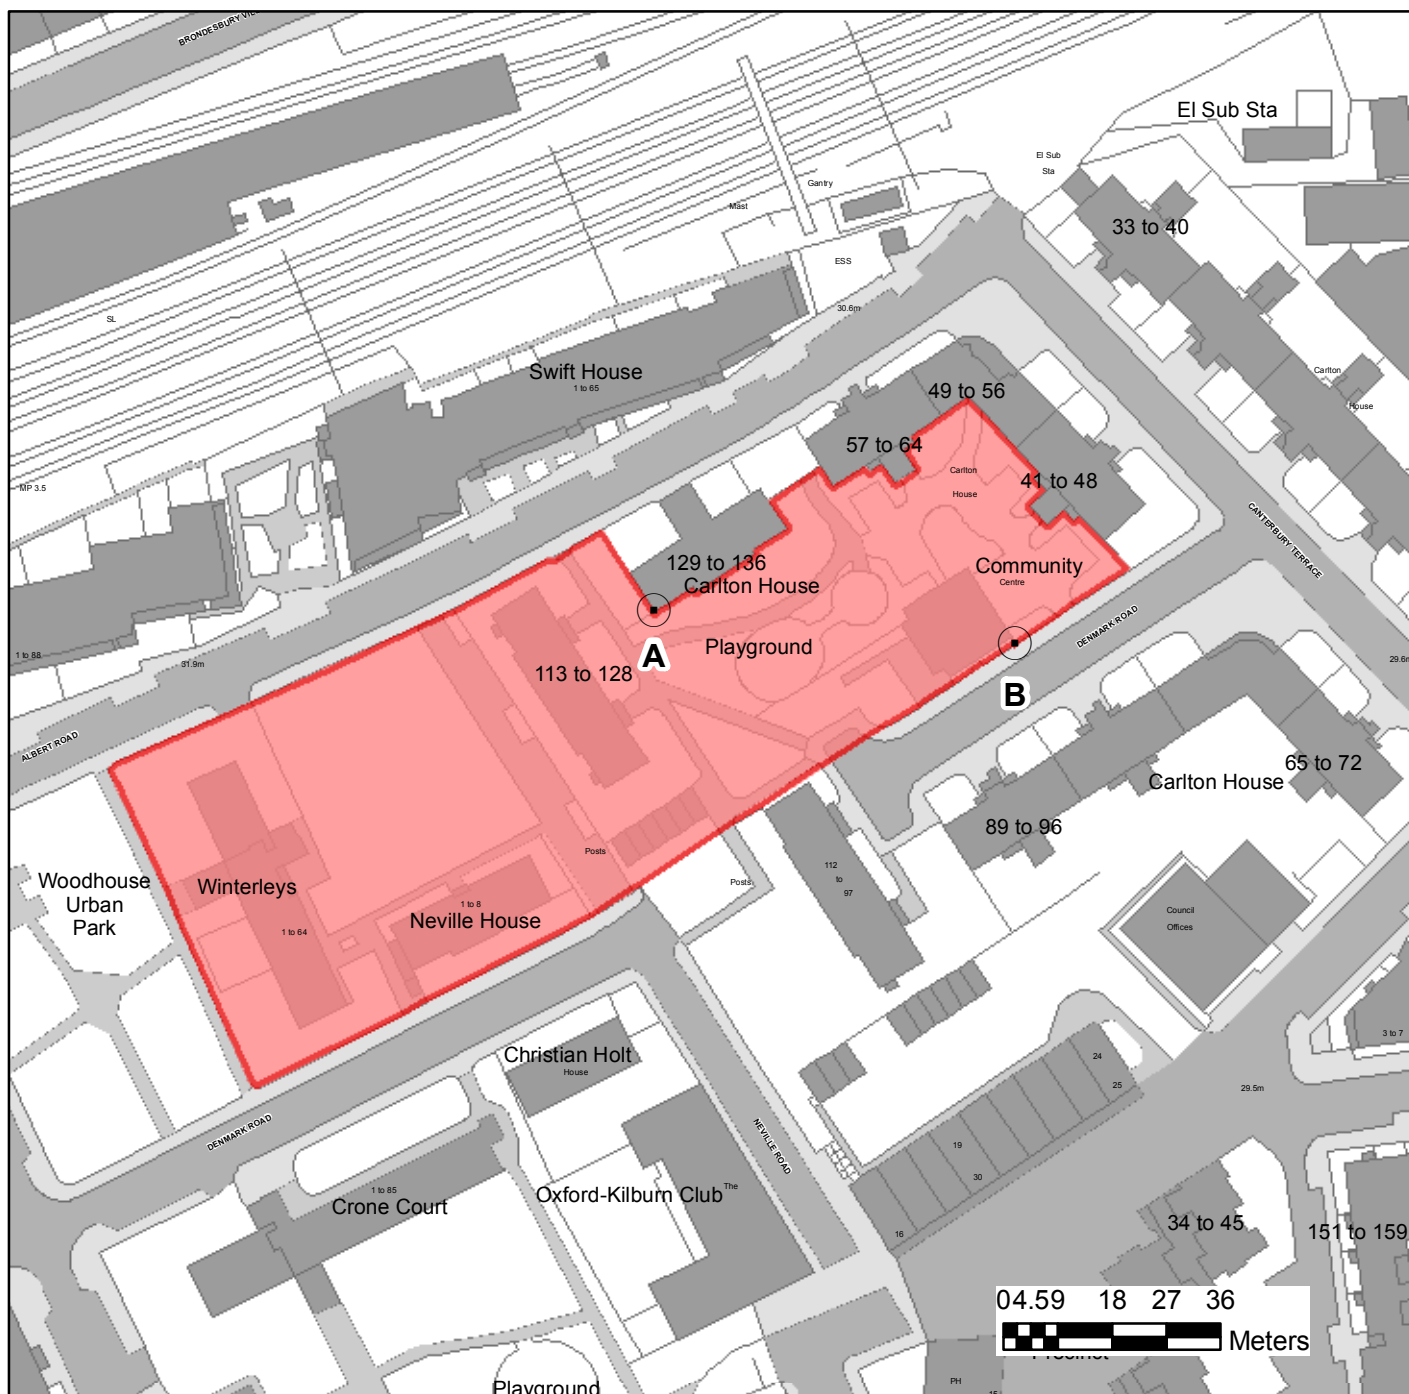 BRONDESBURY VIL
El Sub Sta
El Sub
Sta
Gantry
Mast
33 to 40
ESS
30.6m
SL
Swift House
1 to 65
Carlton
House
49 to 56
57 to 64
Carlton
House
41 to 48
MP 3.5
CANTERBURY TERRACE
129 to 136
Carlton House
Community
Centre
DENMARK ROAD
Playground
A
B
1 to 88
31.9m
29.6m
113 to 128
ALBERT ROAD
65 to 72
Carlton House
89 to 96
Posts
Posts
112
to
97
Woodhouse
Urban
Park
Winterleys
1 to 64
1 to 8
Neville House
Council
Offices
3 to 7
Christian Holt
House
24
25
29.5m
DENMARK ROAD
NEVILLE ROAD
19
30
16
1 to 85
Crone Court
Oxford-Kilburn Club
The
34 to 45
151 to 159
04.59 18 27 36
Meters
Precinct
PH
15
Playground